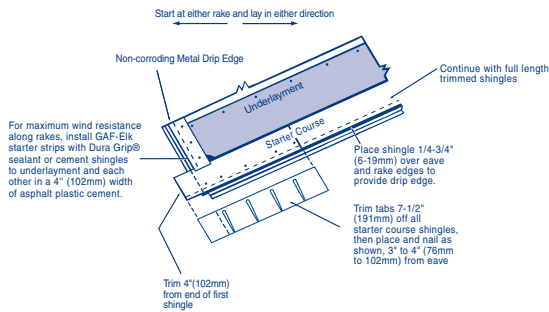 Start at either rake and lay in either direction
Non-corroding Metal Drip Edge
Continue with full length
trimmed shingles
Underlayment
Starter Course
For maximum wind resistance
along rakes, install GAF-Elk
starter strips with Dura Grip®
sealant or cement shingles
to underlayment and each
other in a 4" (102mm) width
of asphalt plastic cement.
Place shingle 1/4-3/4"
(6-19mm) over eave
and rake edges to
provide drip edge.
Trim tabs 7-1/2"
(191mm) off all
starter course shingles,
then place and nail as
shown, 3" to 4" (76mm
to 102mm) from eave
Trim 4"(102mm)
from end of first
shingle